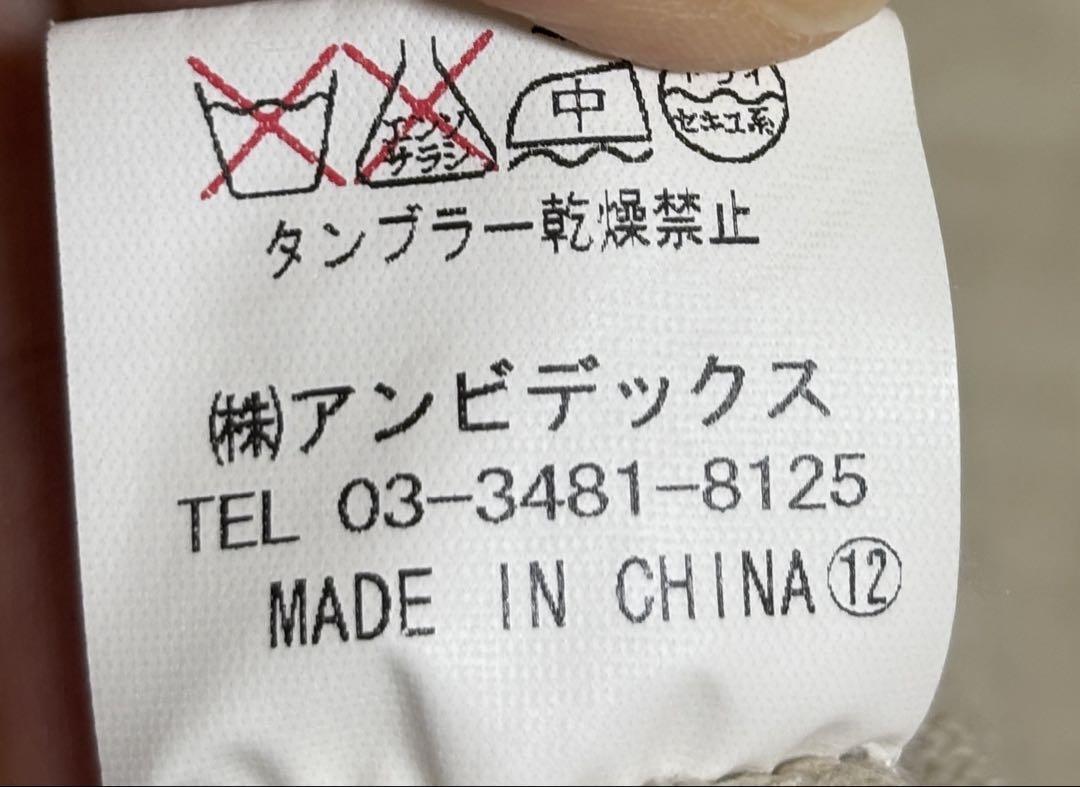 エンソ サラシ 中 ドライ セキユ系
タンブラー乾燥禁止
㈱アンビデックス
TEL 03-3481-8125
MADE IN CHINA⑫